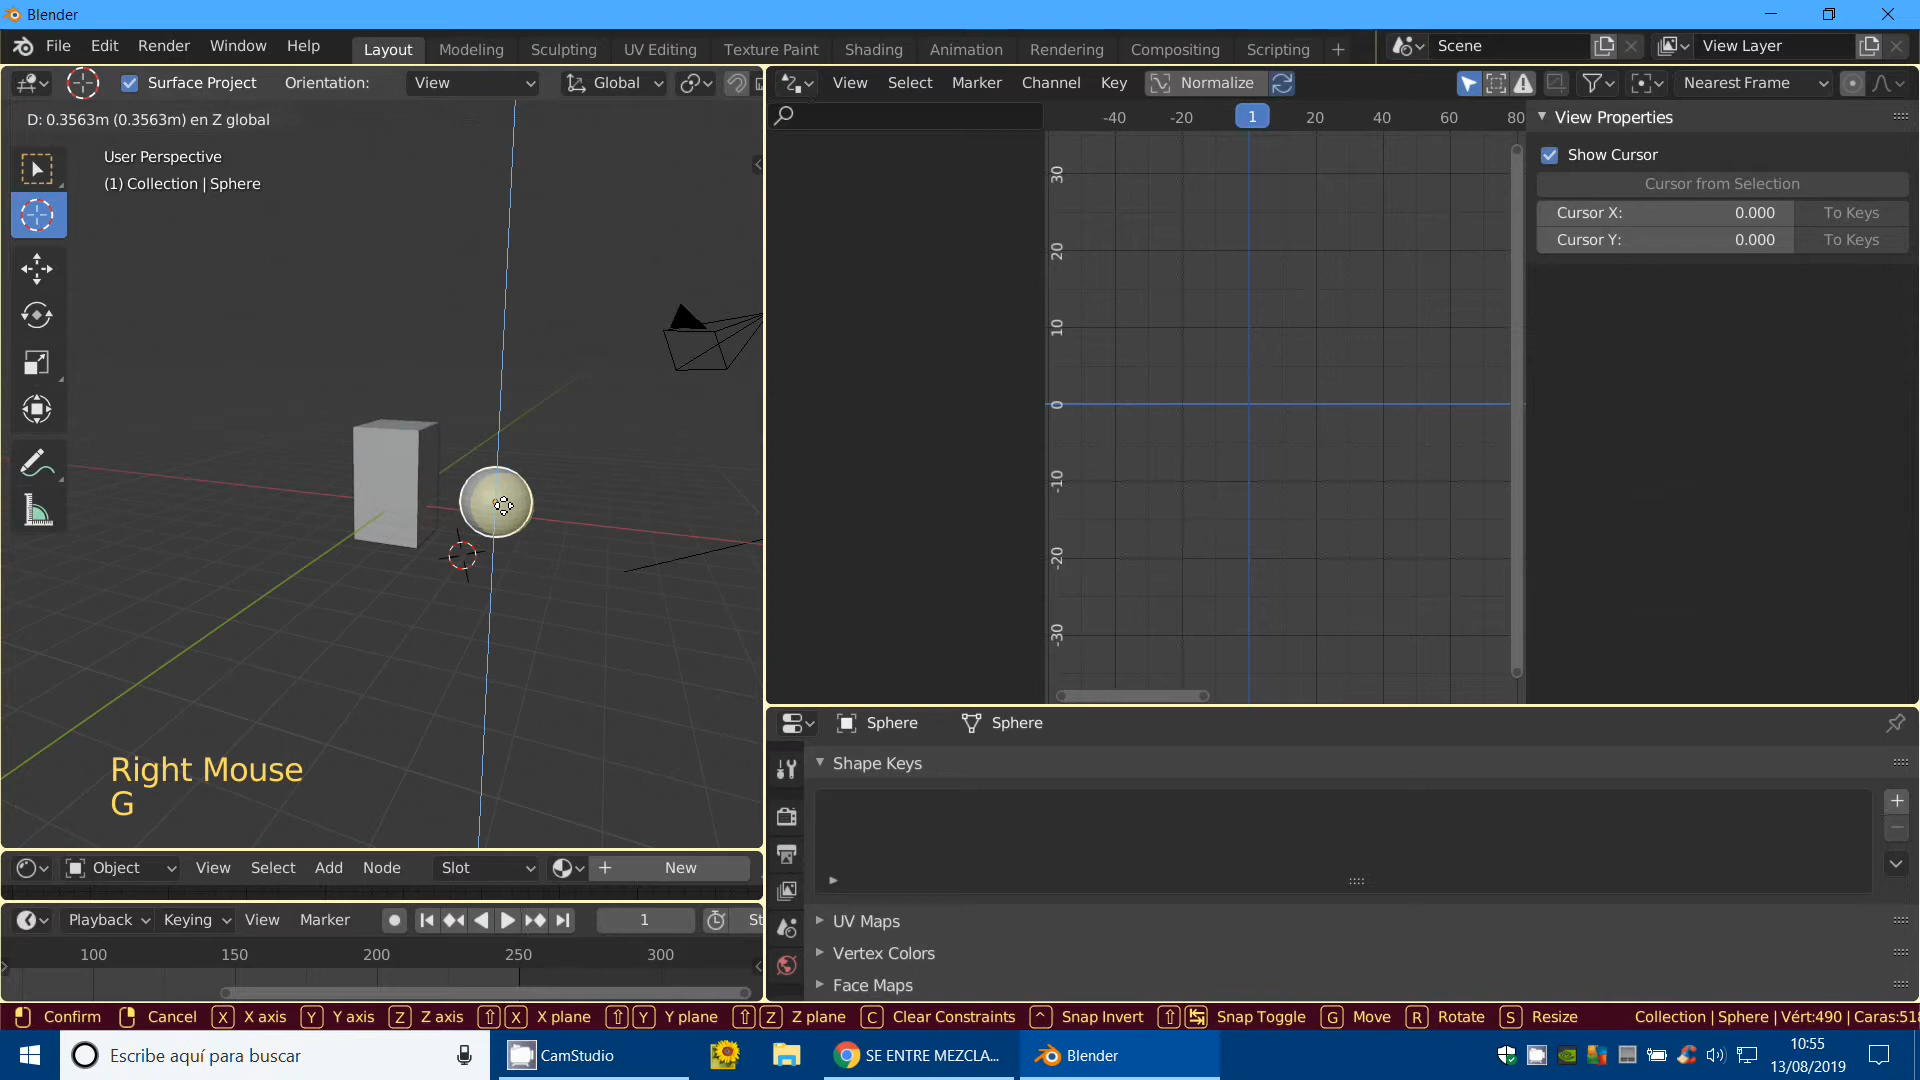 Blender
File Edit Render Window Help Layout Modeling Sculpting UV Editing Texture Paint Shading Animation Rendering Compositing Scripting + Scene View Layer
Surface Project Orientation: View Global View Select Marker Channel Key Normalize Nearest Frame
D: 0.3563m (0.3563m) en Z global
-40 -20 1 20 40 60 80
View Properties
User Perspective
(1) Collection | Sphere
Show Cursor
Cursor from Selection
Cursor X: 0.000 To Keys
Cursor Y: 0.000 To Keys
30
20
10
0
-10
-20
-30
Right Mouse
G
Sphere Sphere
Shape Keys
UV Maps
Vertex Colors
Face Maps
Object View Select Add Node Slot New
Playback Keying View Marker 1 St
100 150 200 250 300
Confirm Cancel X X axis Y Y axis Z Z axis X X plane Y Y plane Z Z plane C Clear Constraints ^ Snap Invert Snap Toggle G Move R Rotate S Resize Collection | Sphere | Vért:490 | Caras:518
Escribe aquí para buscar CamStudio SE ENTRE MEZCLA... Blender
10:55
13/08/2019